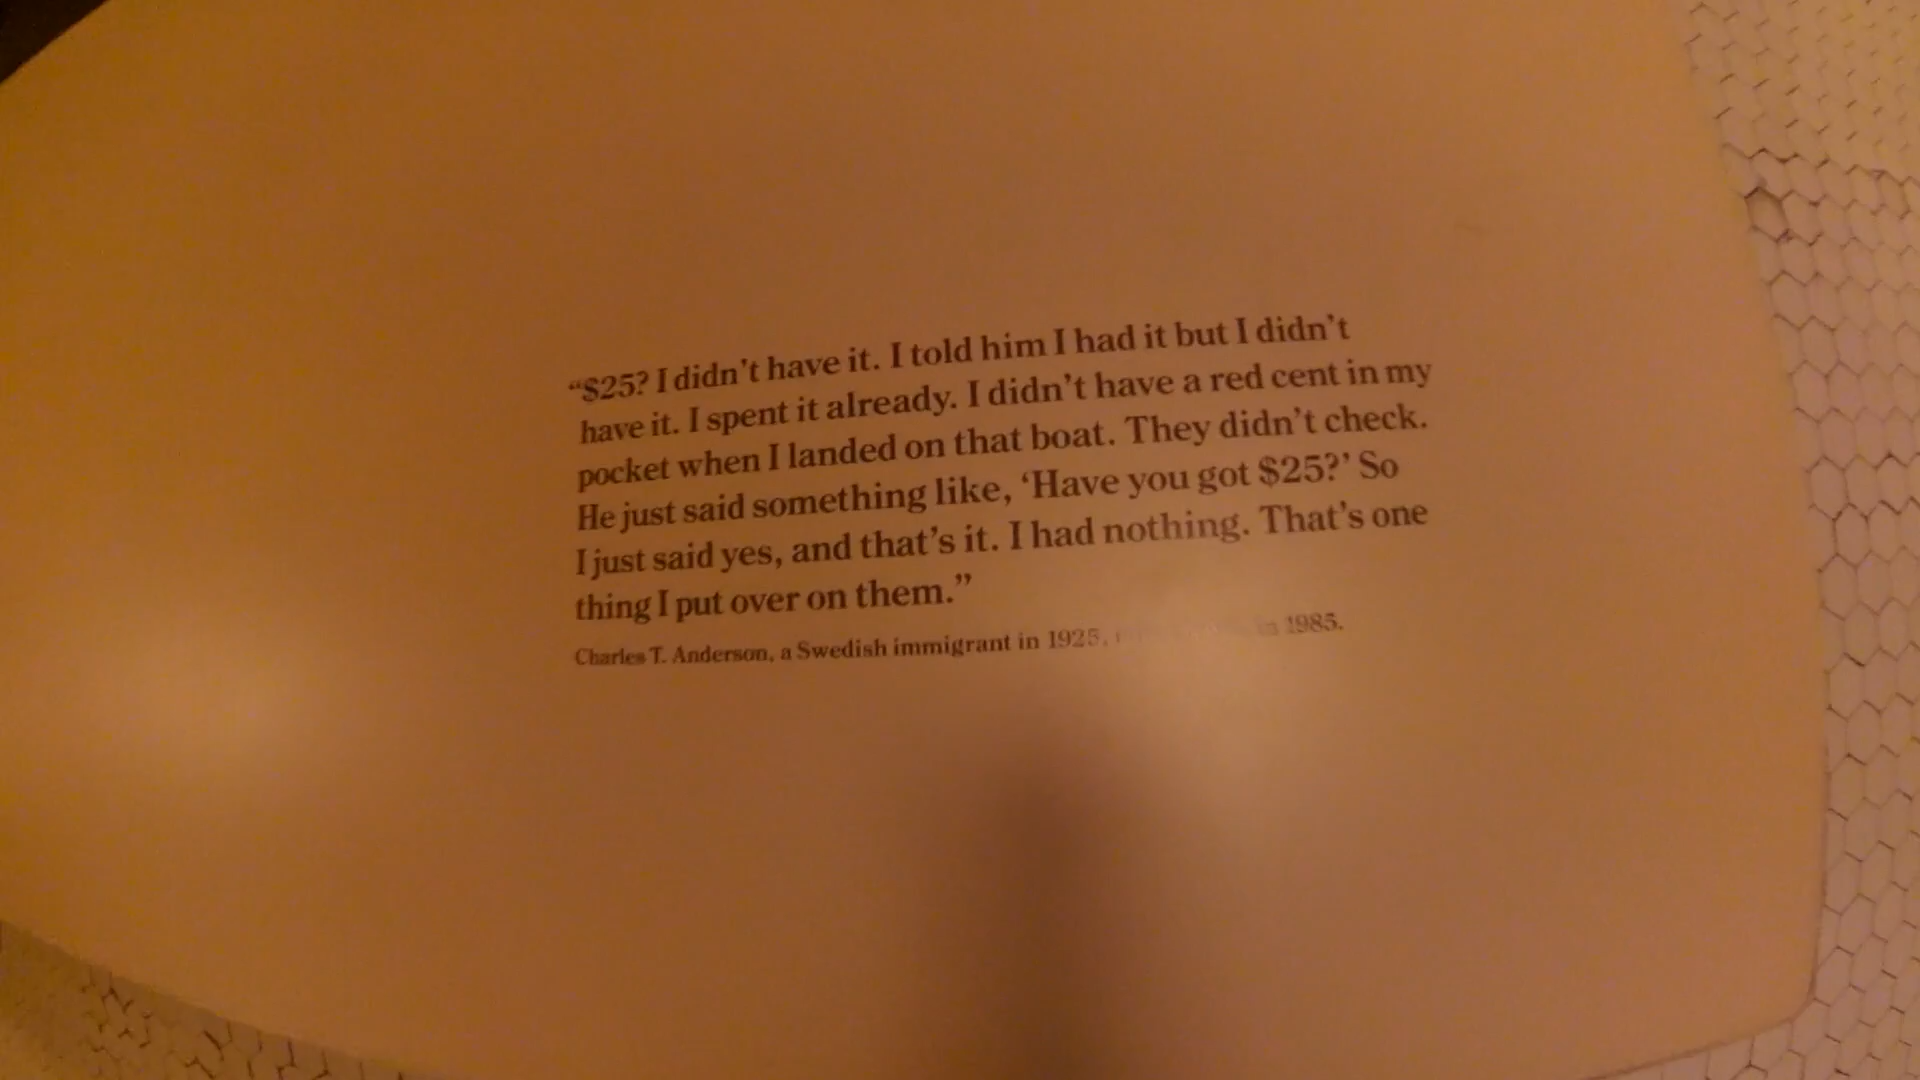 “$25? I didn’t have it. I told him I had it but I didn’t
have it. I spent it already. I didn’t have a red cent in my
pocket when I landed on that boat. They didn’t check.
He just said something like, ‘Have you got $25?’ So
I just said yes, and that’s it. I had nothing. That’s one
thing I put over on them.”
Charles T. Anderson, a Swedish immigrant in 1925, in 1985.